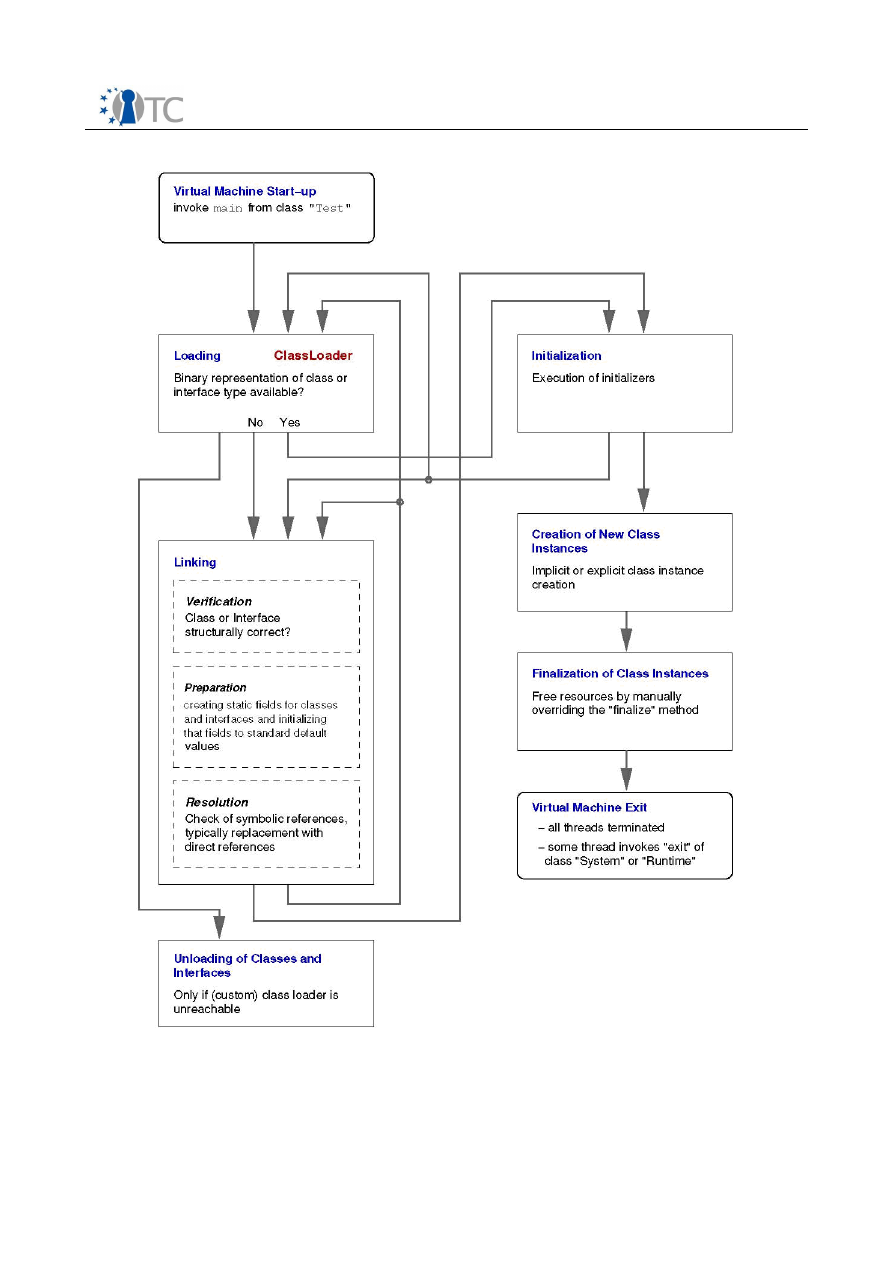 TC
Virtual Machine Start-up
invoke main from class "Test"
Loading ClassLoader
Binary representation of class or
interface type available?
No Yes
Initialization
Execution of initializers
Linking
Verification
Class or Interface
structurally correct?
Preparation
creating static fields for classes
and interfaces and initializing
that fields to standard default
values
Resolution
Check of symbolic references,
typically replacement with
direct references
Creation of New Class
Instances
Implicit or explicit class instance
creation
Finalization of Class Instances
Free resources by manually
overriding the "finalize" method
Virtual Machine Exit
– all threads terminated
– some thread invokes "exit" of
class "System" or "Runtime"
Unloading of Classes and
Interfaces
Only if (custom) class loader is
unreachable